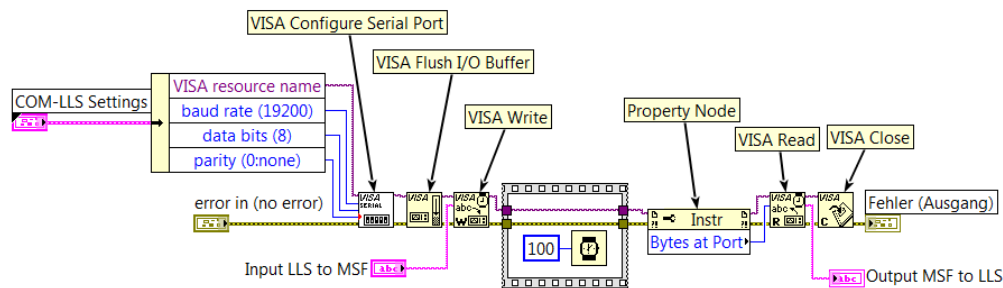 VISA Configure Serial Port
VISA Flush I/O Buffer
VISA Write
Property Node
VISA Read
VISA Close
COM-LLS Settings
VISA resource name
baud rate (19200)
data bits (8)
parity (0:none)
error in (no error)
Input LLS to MSF
abc
VISA
SERIAL
VISA
VISA
abc
W
100
Instr
Bytes at Port
VISA
abc
R
VISA
C
Fehler (Ausgang)
abc
Output MSF to LLS